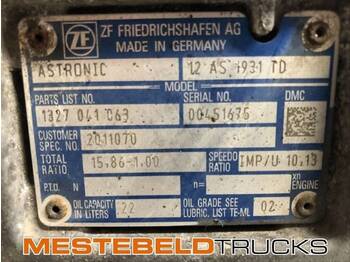 ZF FRIEDRICHSHAFEN AG
MADE IN GERMANY
ASTRONIC 12 AS 1931 TD
MODEL
PARTS LIST NO. SERIAL NO. DMC
1327 041 063 00451675
CUSTOMER SPEC. NO. 2011070
TOTAL RATIO 15.86-1.00 SPEEDO RATIO IMP/U 10.13
P.T.O. N n= xn ENGINE
OIL CAPACITY IN LITERS 22 OIL GRADE SEE LUBRIC. LIST TE-ML 02
MESTEBELDTRUCKS